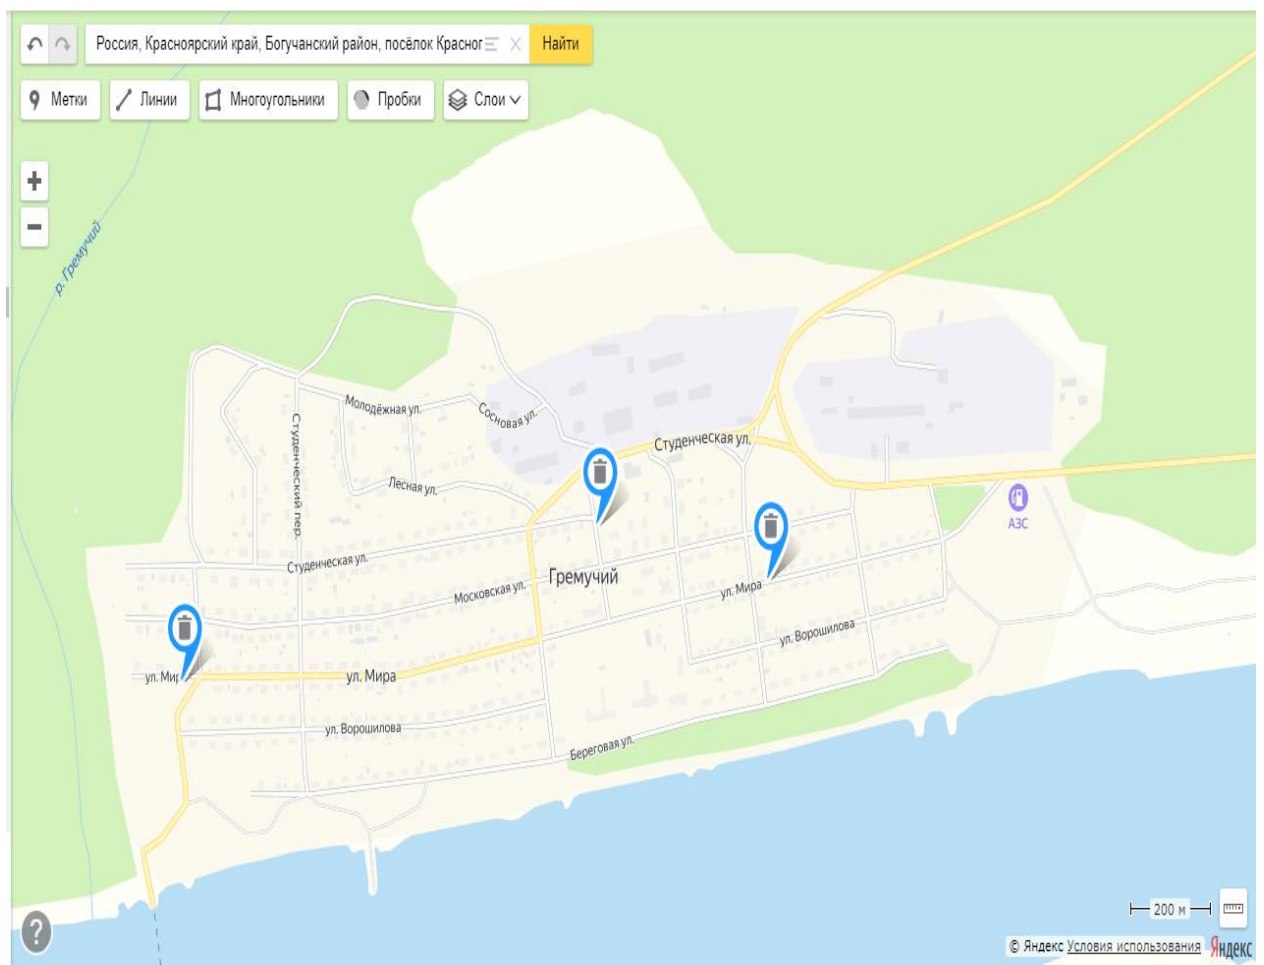 Россия, Красноярский край, Богучанский район, посёлок Красног
Найти
Метки
Линии
Многоугольники
Пробки
Слои
р. Гремучий
Молодёжная ул.
Сосновая ул.
Студенческий пер.
Студенческая ул.
Лесная ул.
АЗС
Студенческая ул.
Гремучий
Московская ул.
ул. Мира
ул. Ворошилова
ул. Мир
ул. Мира
ул. Ворошилова
Береговая ул.
200 м
?
© Яндекс Условия использования Яндекс